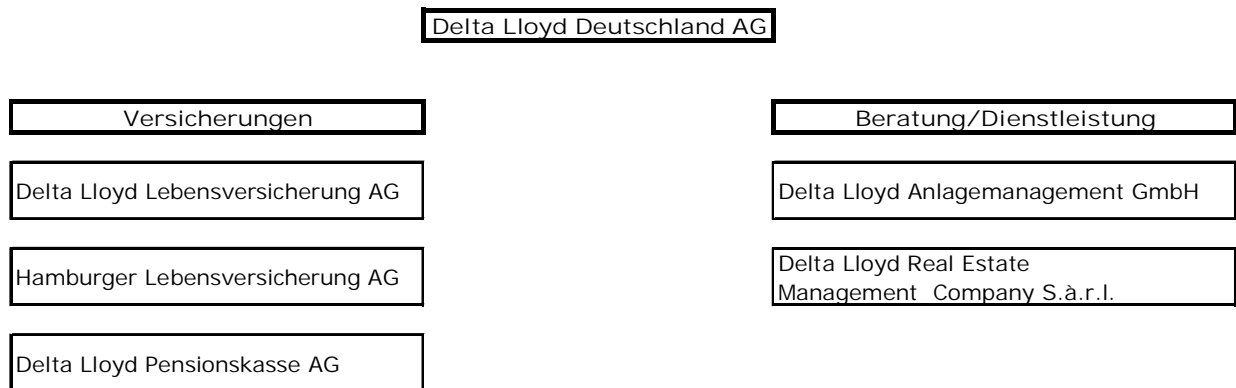 Delta Lloyd Deutschland AG
Versicherungen
Beratung/Dienstleistung
Delta Lloyd Lebensversicherung AG
Delta Lloyd Anlagemanagement GmbH
Hamburger Lebensversicherung AG
Delta Lloyd Real Estate
Management Company S.à.r.l.
Delta Lloyd Pensionskasse AG